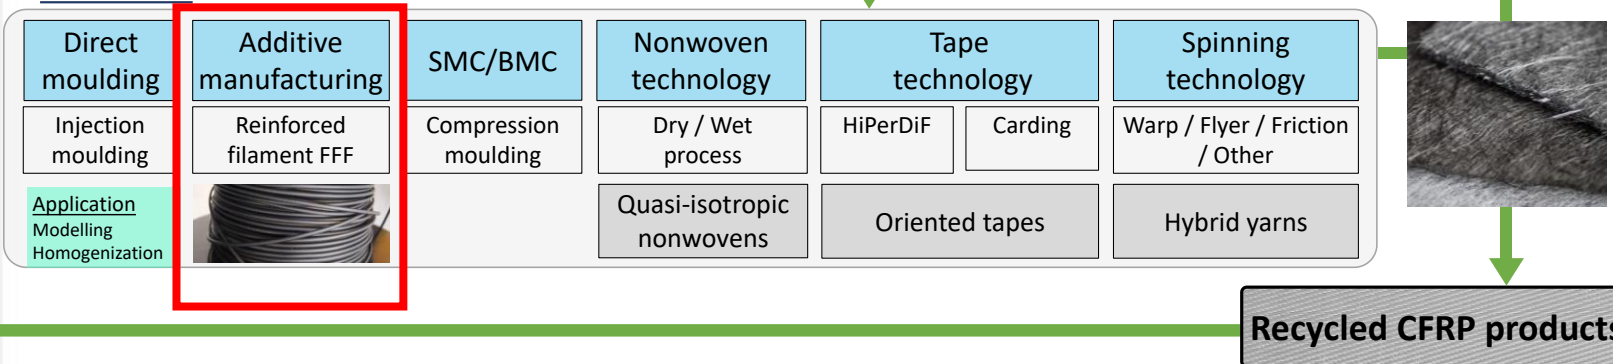 Direct
moulding
Additive
manufacturing
SMC/BMC
Nonwoven
technology
Tape
technology
Spinning
technology
Injection
moulding
Reinforced
filament FFF
Compression
moulding
Dry / Wet
process
HiPerDiF
Carding
Warp / Flyer / Friction
/ Other
Application
Modelling
Homogenization
Quasi-isotropic
nonwovens
Oriented tapes
Hybrid yarns
Recycled CFRP products